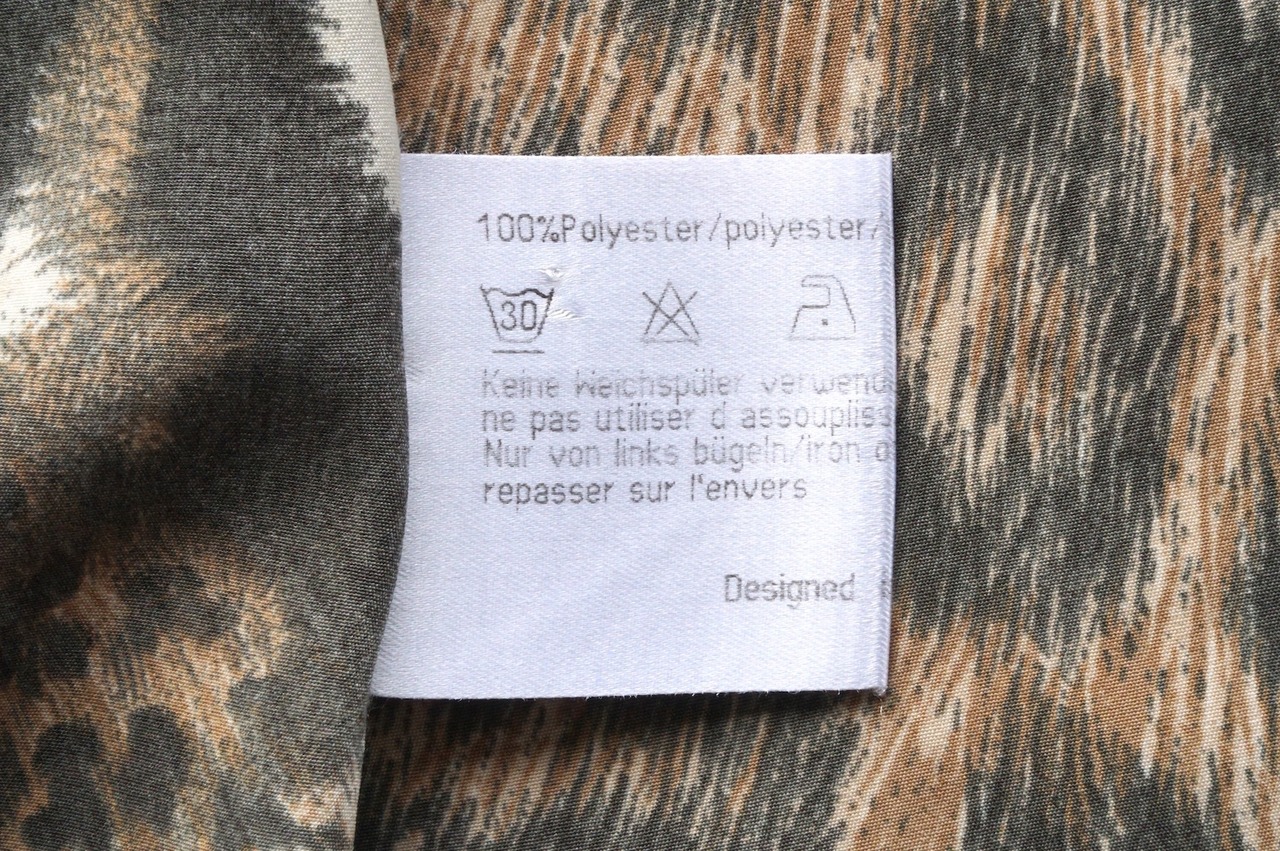 100%Polyester/polyester/
30
Keine Weichspüler verwend
ne pas utiliser d assoupliss
Nur von links bügeln/iron o
repasser sur l'envers
Designed